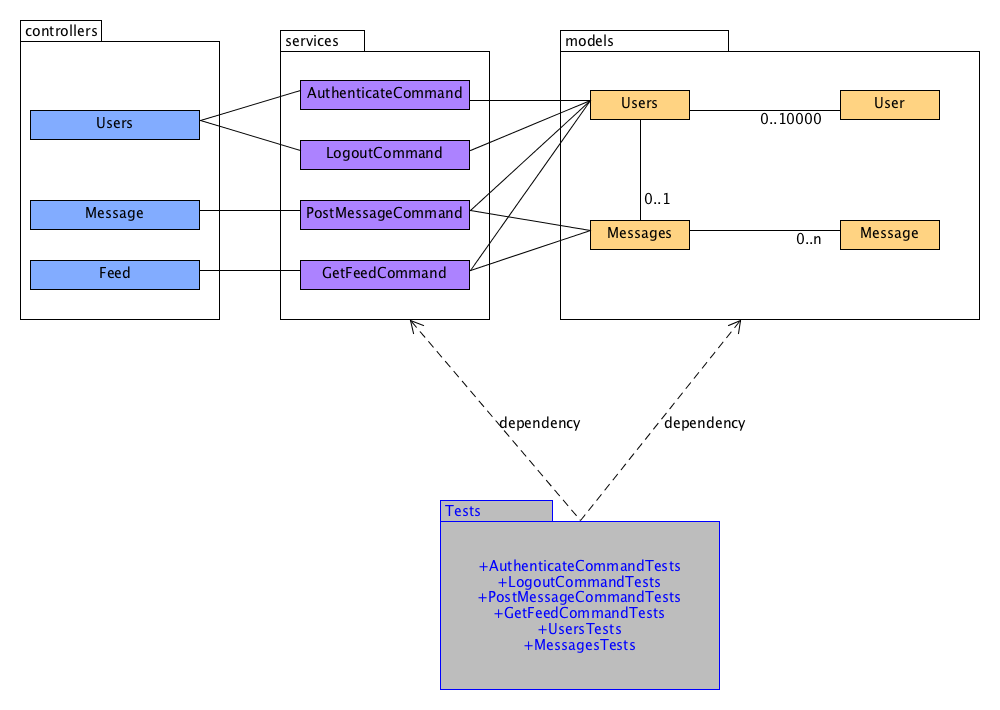 controllers
services
models
Users
AuthenticateCommand
Users
User
0..10000
LogoutCommand
0..1
Message
PostMessageCommand
Messages
Message
0..n
Feed
GetFeedCommand
dependency
dependency
Tests
+AuthenticateCommandTests
+LogoutCommandTests
+PostMessageCommandTests
+GetFeedCommandTests
+UsersTests
+MessagesTests